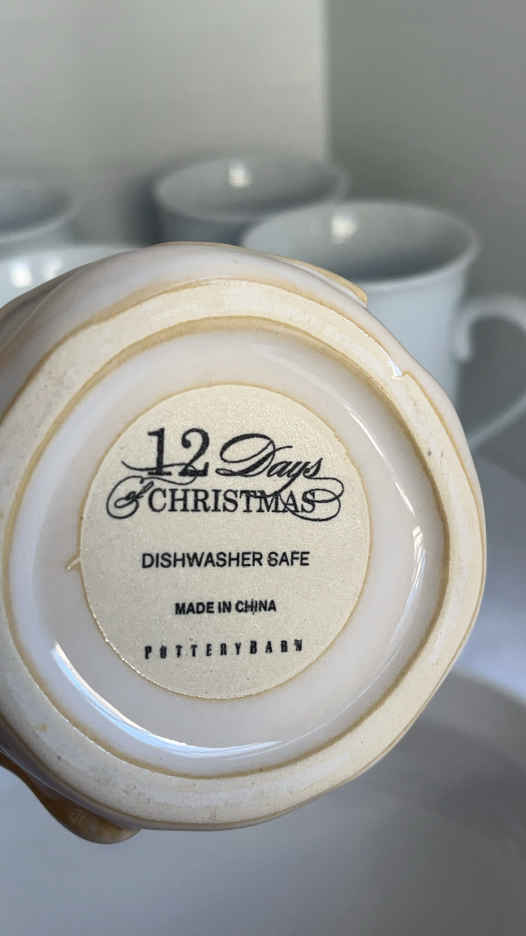 12 Days
of CHRISTMAS
DISHWASHER SAFE
MADE IN CHINA
POTTERYBARN